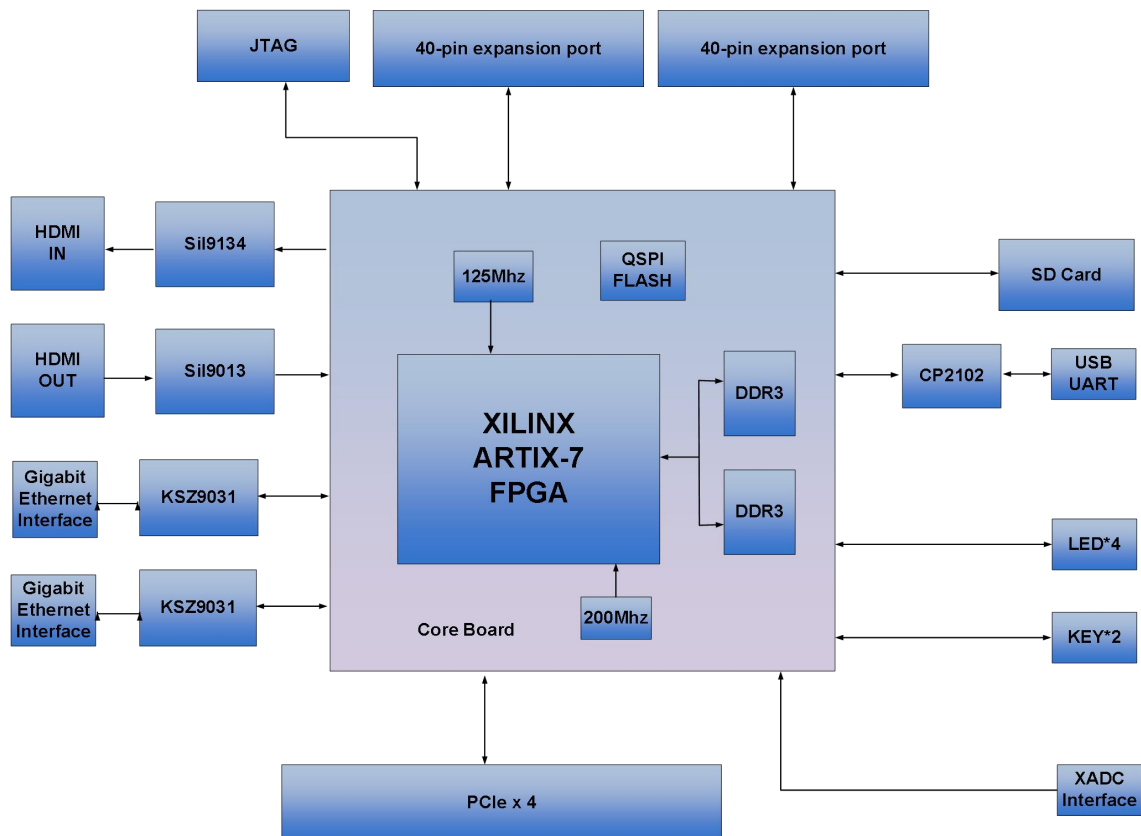 JTAG
40-pin expansion port
40-pin expansion port
HDMI
IN
SiI9134
125Mhz
QSPI
FLASH
SD Card
HDMI
OUT
SiI9013
XILINX
ARTIX-7
FPGA
DDR3
CP2102
USB
UART
Gigabit
Ethernet
Interface
KSZ9031
DDR3
LED*4
Gigabit
Ethernet
Interface
KSZ9031
200Mhz
Core Board
KEY*2
PCIe x 4
XADC
Interface